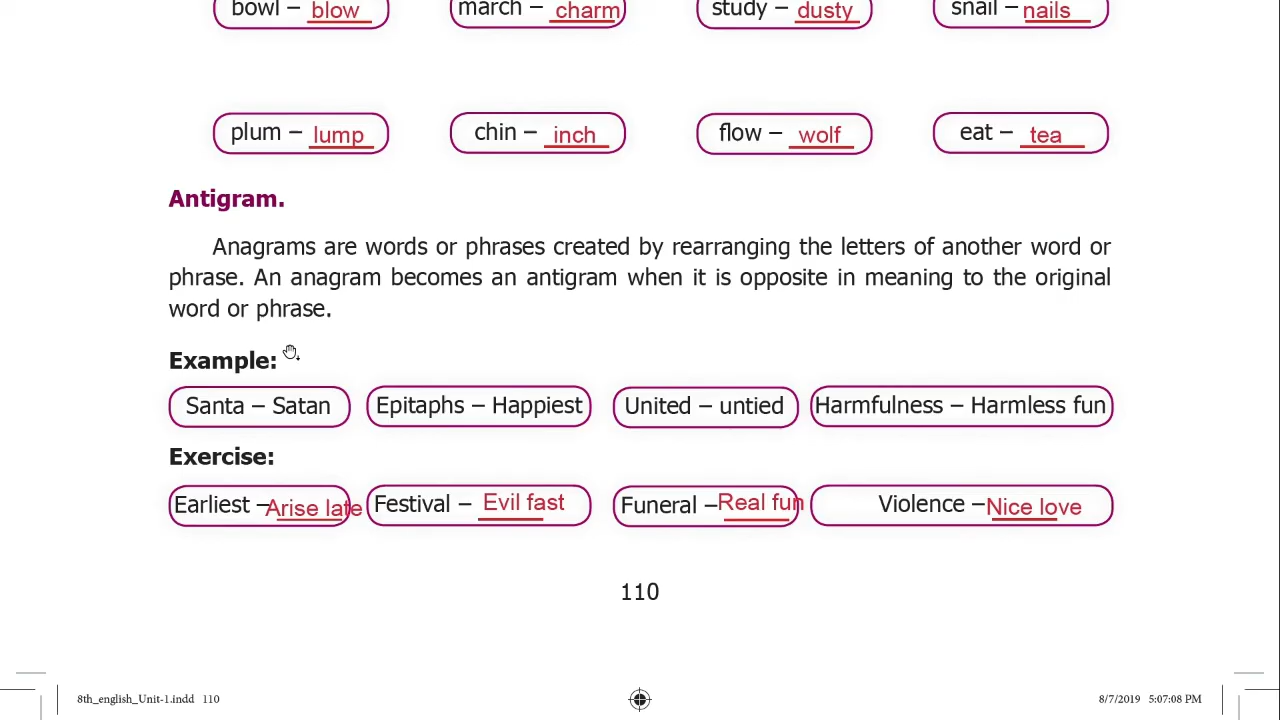 bowl – blow march – charm study – dusty snail – nails
plum – lump chin – inch flow – wolf eat – tea
Antigram.
Anagrams are words or phrases created by rearranging the letters of another word or
phrase. An anagram becomes an antigram when it is opposite in meaning to the original
word or phrase.
Example:
Santa – Satan Epitaphs – Happiest United – untied Harmfulness – Harmless fun
Exercise:
Earliest – Arise late Festival – Evil fast Funeral – Real fun Violence – Nice love
110
8th_english_Unit-1.indd 110 8/7/2019 5:07:08 PM